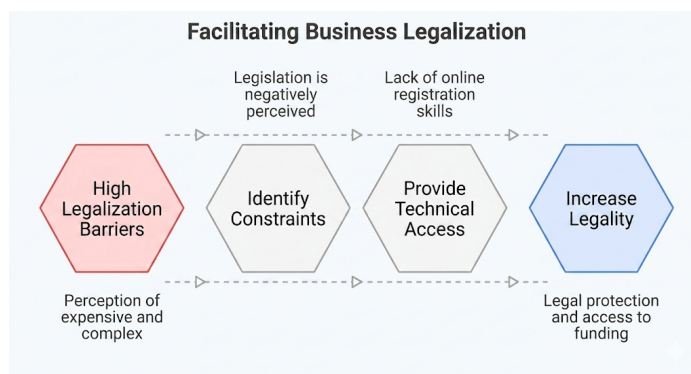 Facilitating Business Legalization
Legislation is
negatively
perceived
Lack of online
registration
skills
High
Legalization
Barriers
Identify
Constraints
Provide
Technical
Access
Increase
Legality
Perception of
expensive and
complex
Legal protection
and access to
funding